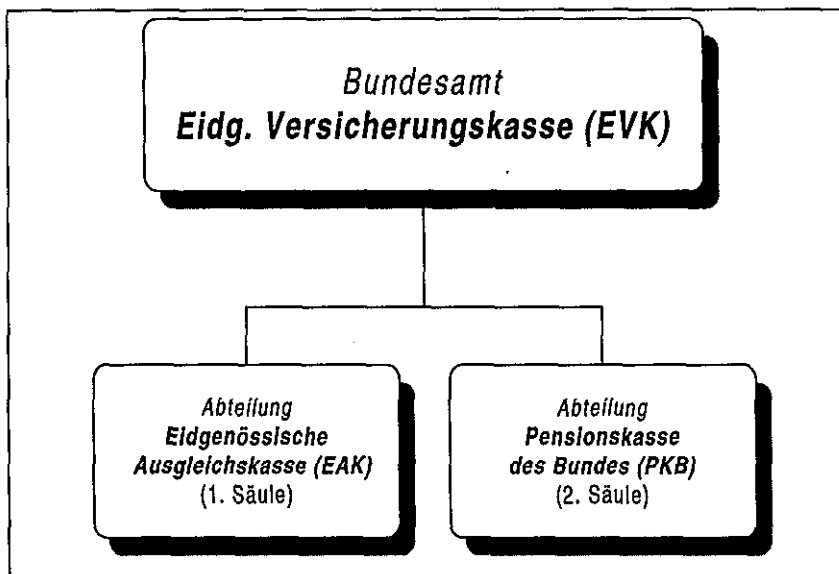 Bundesamt
Eidg. Versicherungskasse (EVK)
Abteilung
Eidgenössische
Ausgleichskasse (EAK)
(1. Säule)
Abteilung
Pensionskasse
des Bundes (PKB)
(2. Säule)